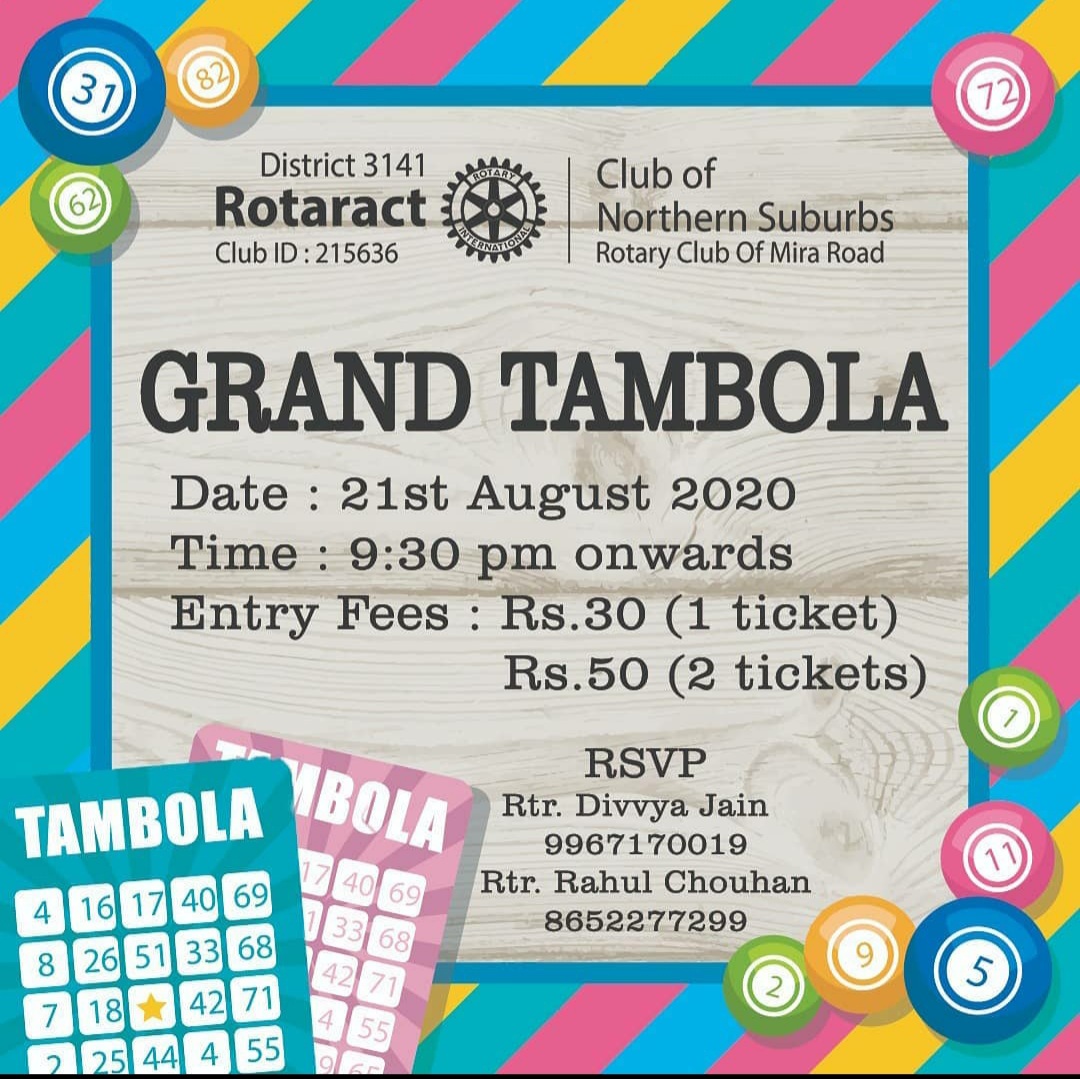 31
82
72
62
District 3141
Rotaract
Club ID : 215636
ROTARY
INTERNATIONAL
Club of
Northern Suburbs
Rotary Club Of Mira Road
GRAND TAMBOLA
Date : 21st August 2020
Time : 9:30 pm onwards
Entry Fees : Rs.30 (1 ticket)
Rs.50 (2 tickets)
RSVP
Rtr. Divvya Jain
9967170019
Rtr. Rahul Chouhan
8652277299
1
11
9
5
2
TAMBOLA
4 16 17 40 69
8 26 51 33 68
7 18 42 71
2 25 44 4 55
TAMBOLA
17 40 69
1 33 68
42 71
4 55
9